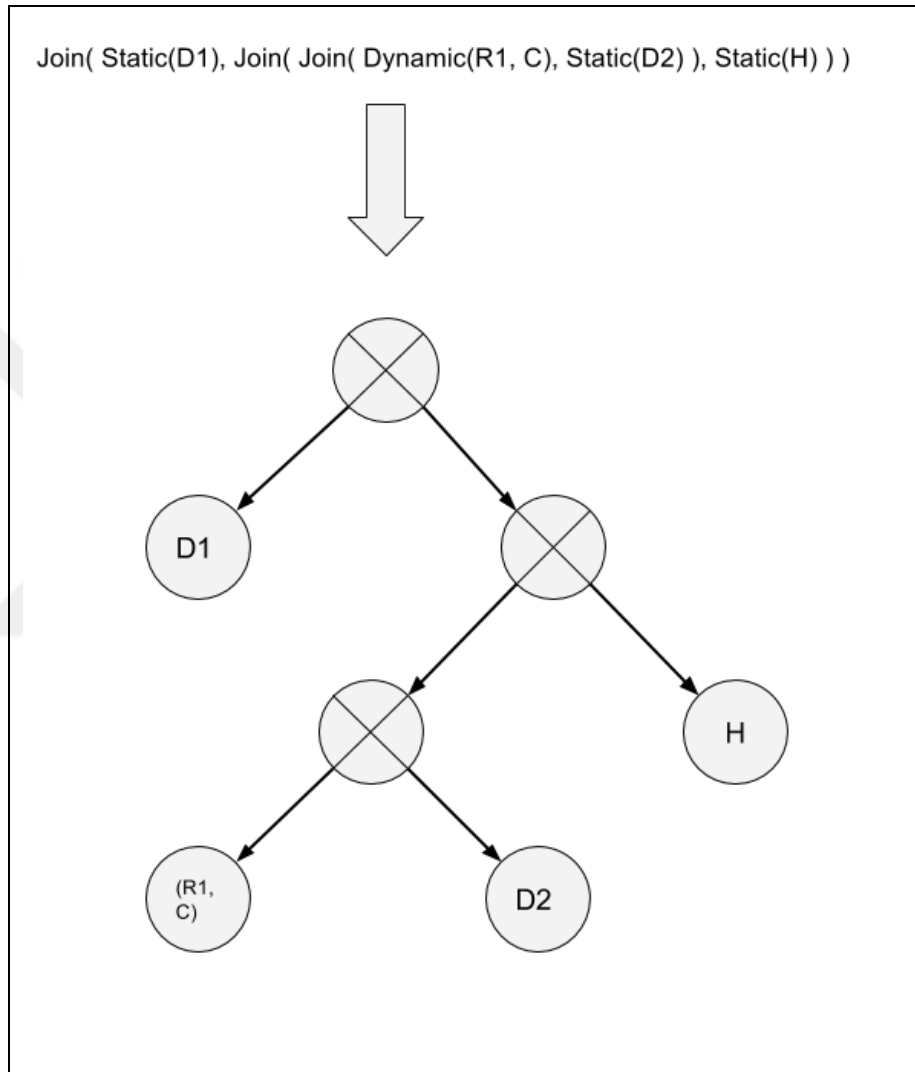 Join( Static(D1), Join( Join( Dynamic(R1, C), Static(D2) ), Static(H) ) )
D1
H
(R1,
C)
D2